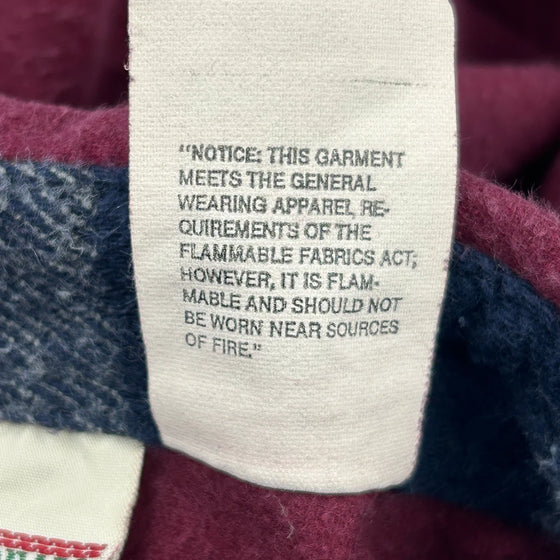 "NOTICE: THIS GARMENT
MEETS THE GENERAL
WEARING APPAREL RE-
QUIREMENTS OF THE
FLAMMABLE FABRICS ACT;
HOWEVER, IT IS FLAM-
MABLE AND SHOULD NOT
BE WORN NEAR SOURCES
OF FIRE."